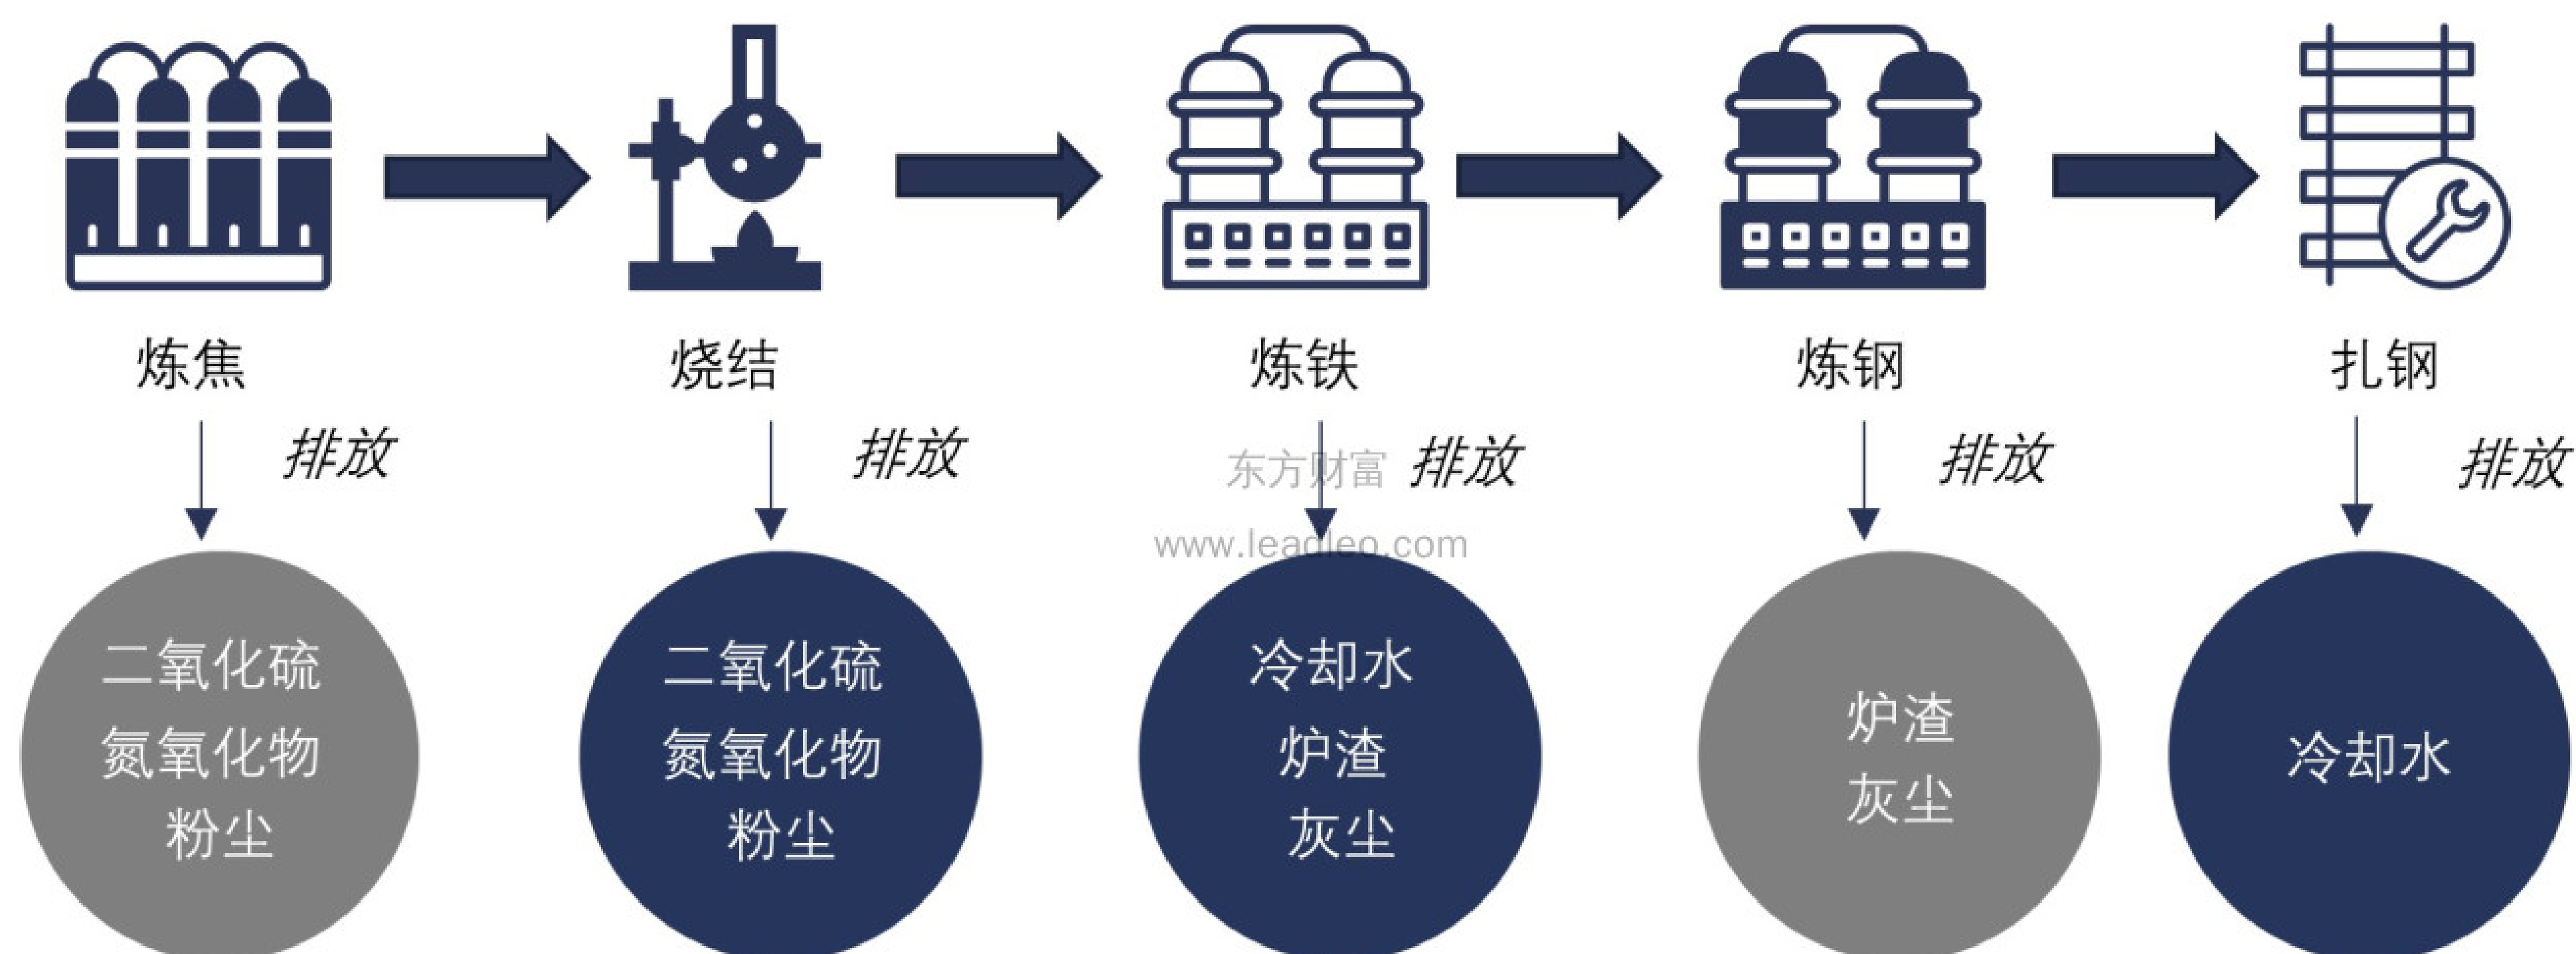 炼焦
烧结
炼铁
炼钢
扎钢
排放
排放
排放
排放
排放
东方财富
www.leadleo.com
二氧化硫
氮氧化物
粉尘
二氧化硫
氮氧化物
粉尘
冷却水
炉渣
灰尘
炉渣
灰尘
冷却水